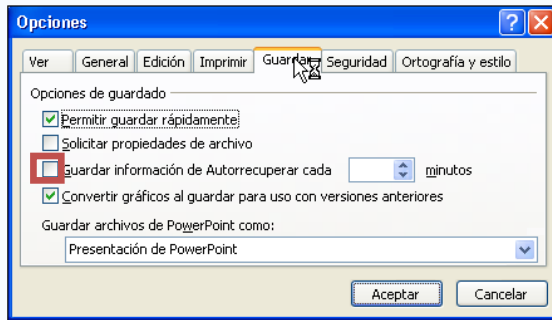 Opciones
Ver General Edición Imprimir Guardar Seguridad Ortografía y estilo
Opciones de guardado
Permitir guardar rápidamente
Solicitar propiedades de archivo
Guardar información de Autorrecuperar cada minutos
Convertir gráficos al guardar para uso con versiones anteriores
Guardar archivos de PowerPoint como:
Presentación de PowerPoint
Aceptar Cancelar